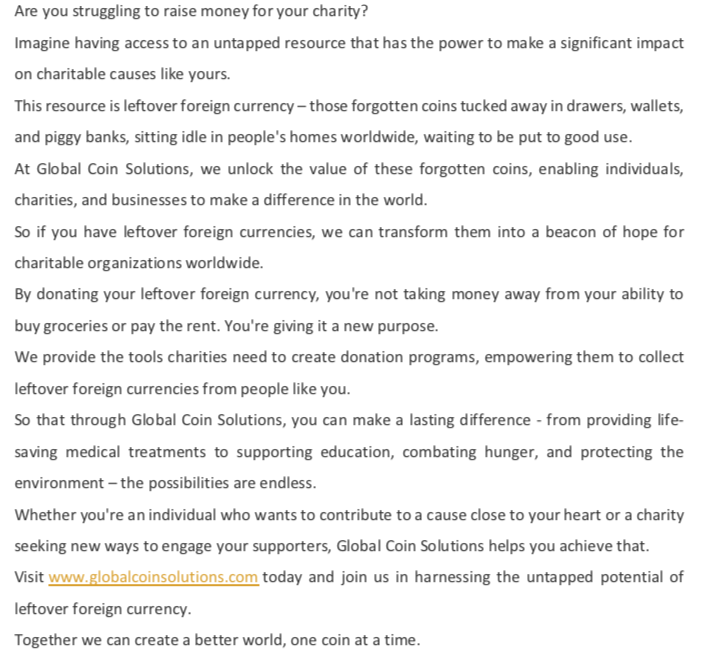 Are you struggling to raise money for your charity?
Imagine having access to an untapped resource that has the power to make a significant impact
on charitable causes like yours.
This resource is leftover foreign currency – those forgotten coins tucked away in drawers, wallets,
and piggy banks, sitting idle in people's homes worldwide, waiting to be put to good use.
At Global Coin Solutions, we unlock the value of these forgotten coins, enabling individuals,
charities, and businesses to make a difference in the world.
So if you have leftover foreign currencies, we can transform them into a beacon of hope for
charitable organizations worldwide.
By donating your leftover foreign currency, you're not taking money away from your ability to
buy groceries or pay the rent. You're giving it a new purpose.
We provide the tools charities need to create donation programs, empowering them to collect
leftover foreign currencies from people like you.
So that through Global Coin Solutions, you can make a lasting difference - from providing life-
saving medical treatments to supporting education, combating hunger, and protecting the
environment – the possibilities are endless.
Whether you're an individual who wants to contribute to a cause close to your heart or a charity
seeking new ways to engage your supporters, Global Coin Solutions helps you achieve that.
Visit www.globalcoinsolutions.com today and join us in harnessing the untapped potential of
leftover foreign currency.
Together we can create a better world, one coin at a time.